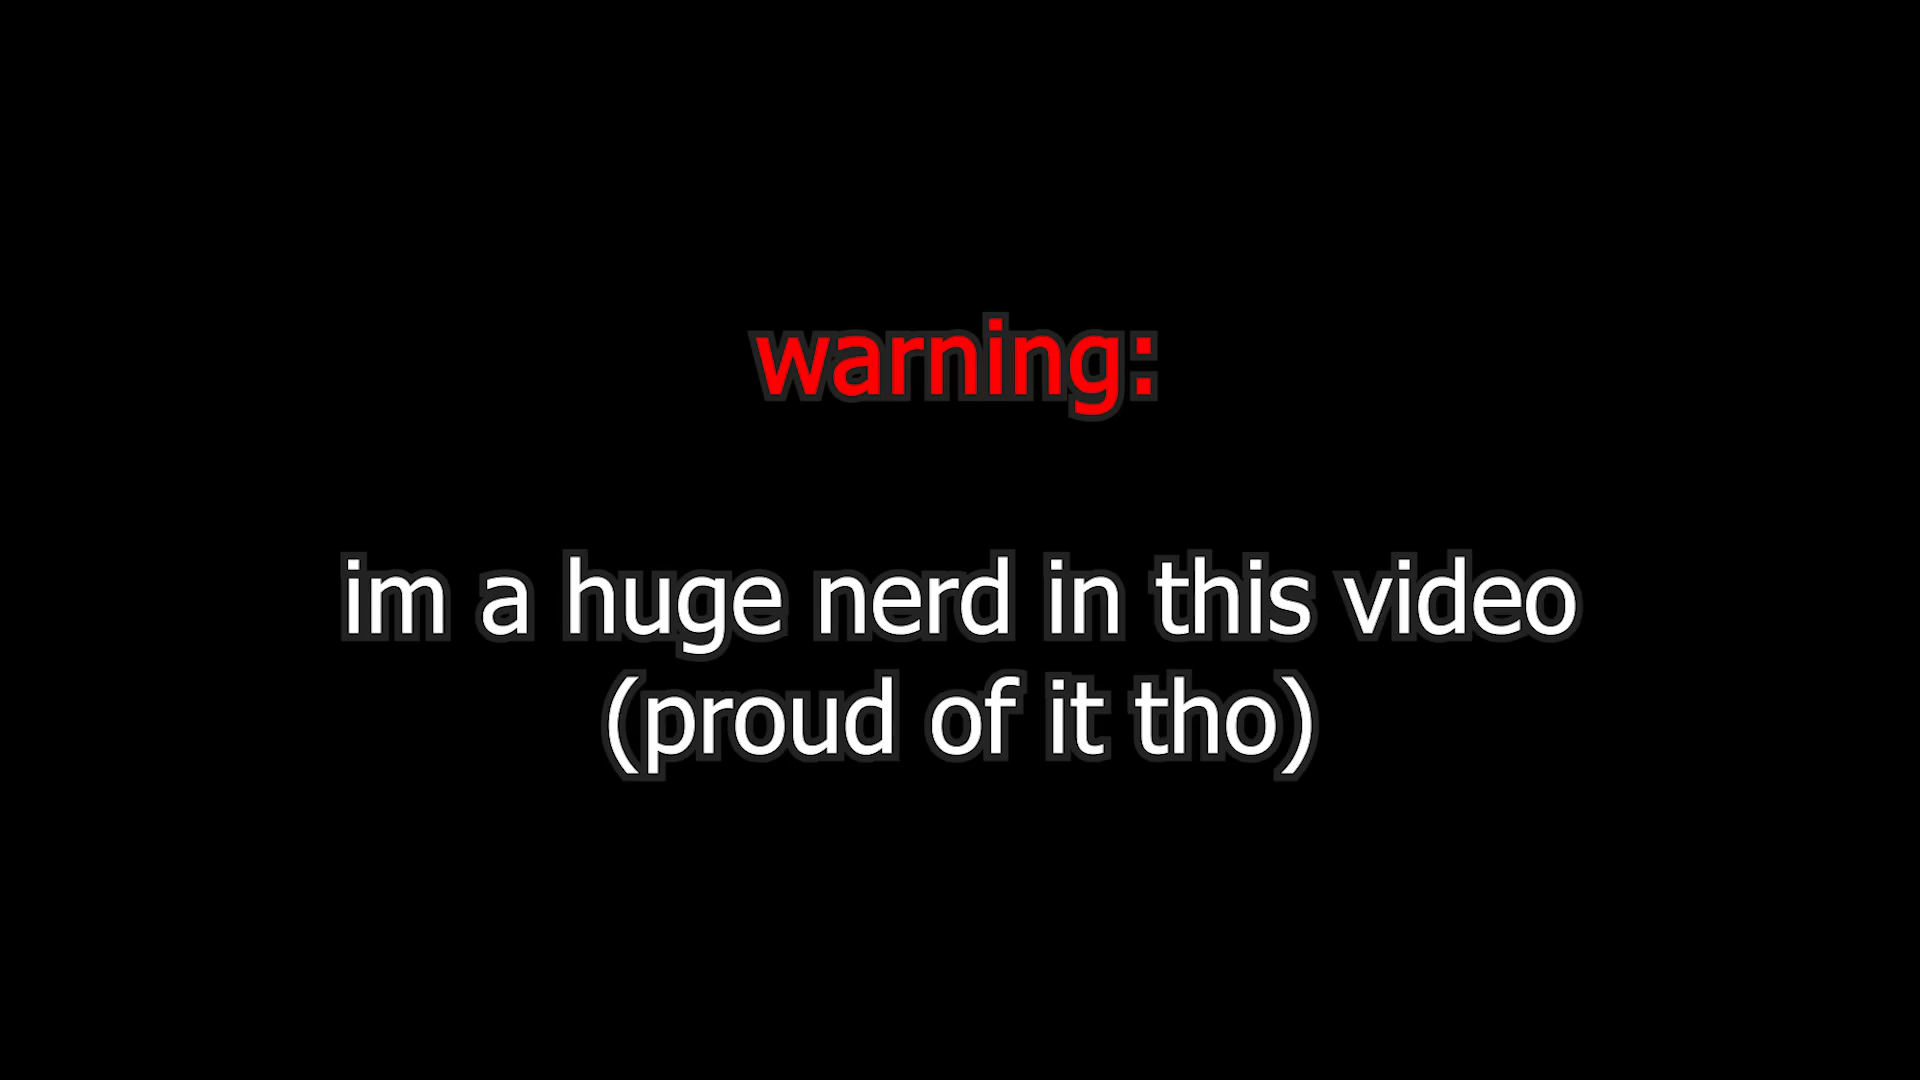 warning:
im a huge nerd in this video
(proud of it tho)